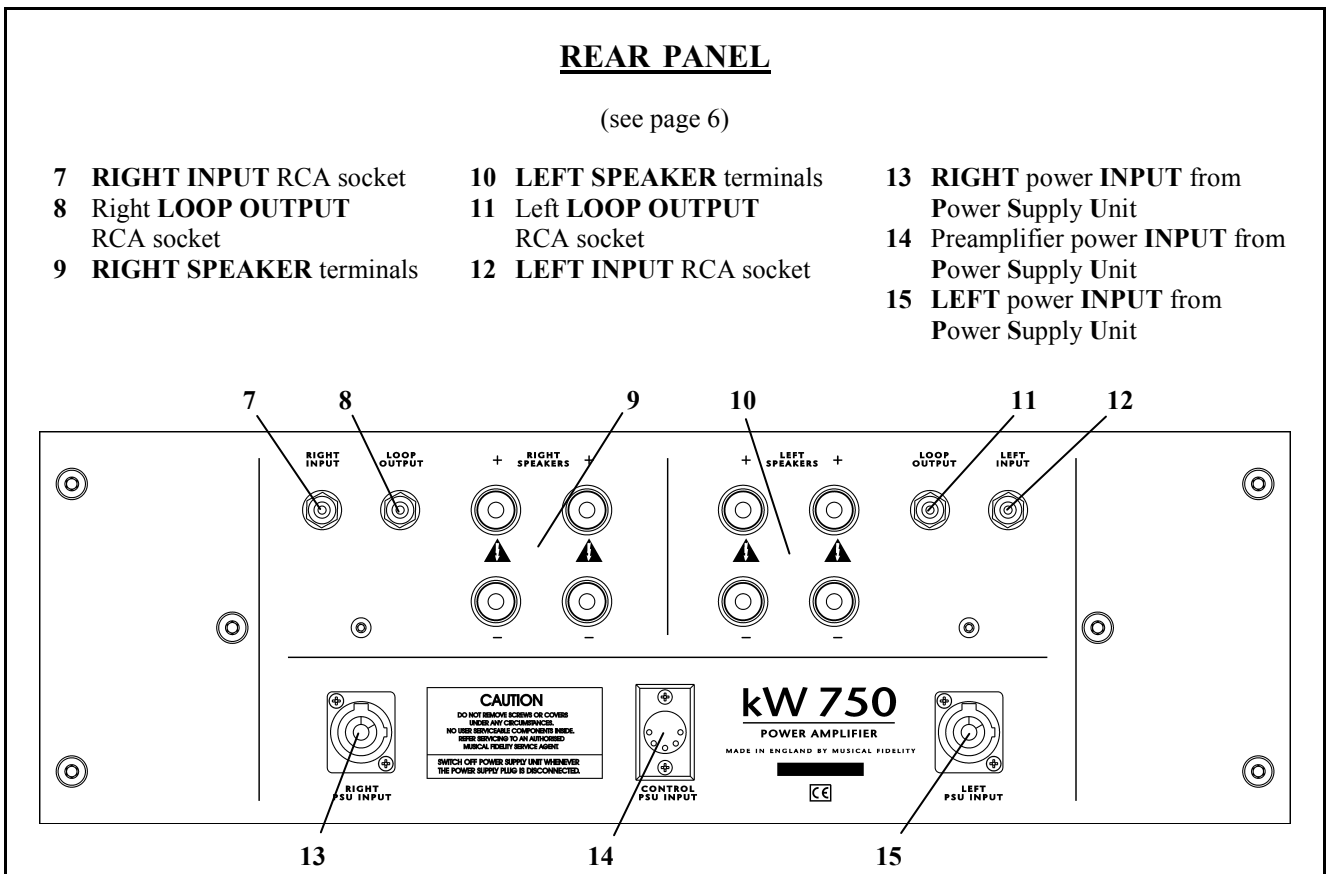 REAR PANEL
(see page 6)
7 RIGHT INPUT RCA socket
8 Right LOOP OUTPUT
RCA socket
9 RIGHT SPEAKER terminals
10 LEFT SPEAKER terminals
11 Left LOOP OUTPUT
RCA socket
12 LEFT INPUT RCA socket
13 RIGHT power INPUT from
Power Supply Unit
14 Preamplifier power INPUT from
Power Supply Unit
15 LEFT power INPUT from
Power Supply Unit
7 8 9 10 11 12
RIGHT
INPUT
LOOP
OUTPUT
+ RIGHT +
SPEAKERS
+ LEFT +
SPEAKERS
LOOP
OUTPUT
LEFT
INPUT
– –
– –
RIGHT
PSU INPUT
CAUTION
DO NOT REMOVE SCREWS OR COVERS
UNDER ANY CIRCUMSTANCES.
NO USER SERVICEABLE COMPONENTS INSIDE.
REFER SERVICING TO AN AUTHORISED
MUSICAL FIDELITY SERVICE AGENT
SWITCH OFF POWER SUPPLY UNIT WHENEVER
THE POWER SUPPLY PLUG IS DISCONNECTED.
CONTROL
PSU INPUT
kW 750
POWER AMPLIFIER
MADE IN ENGLAND BY MUSICAL FIDELITY
CE
LEFT
PSU INPUT
13 14 15